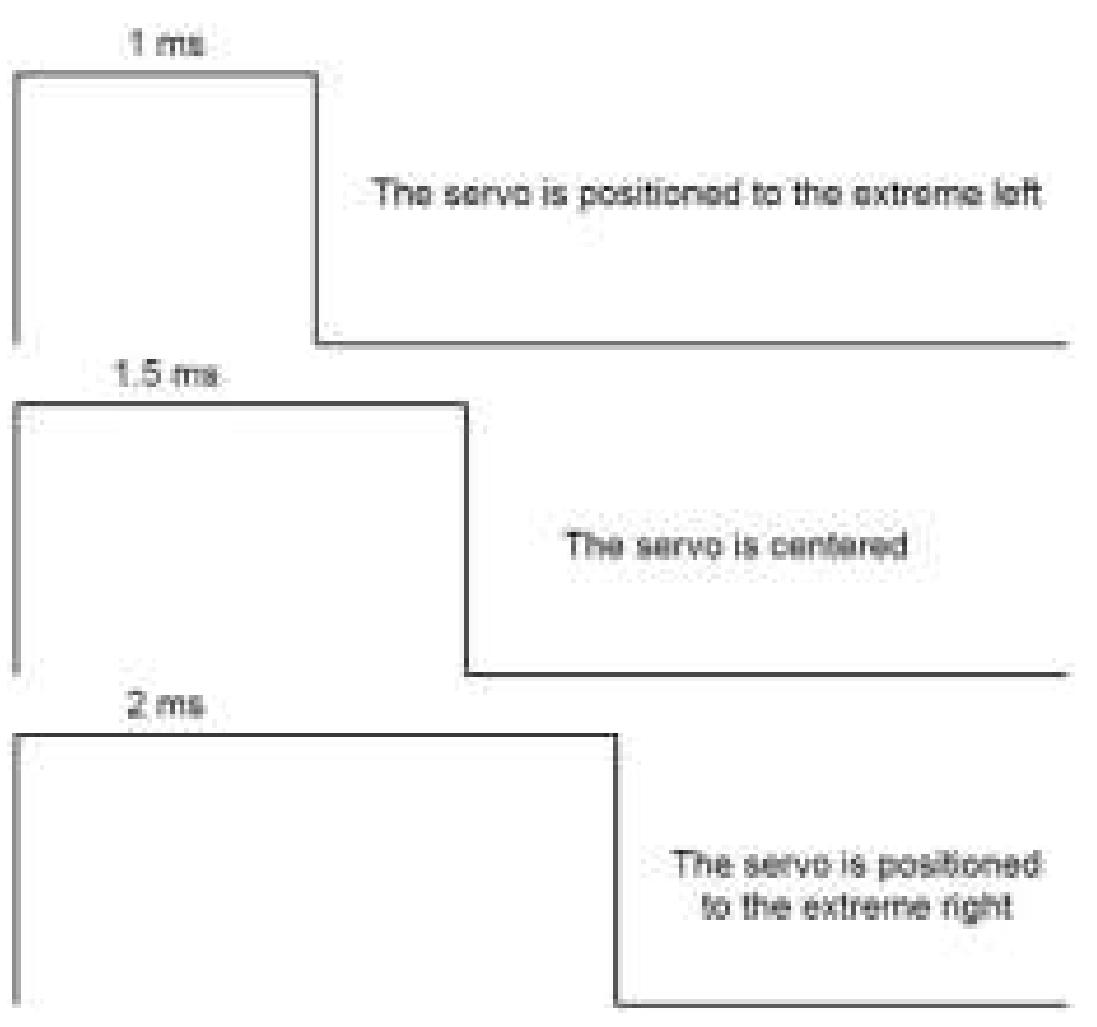 1 ms
The servo is positioned to the extreme left
1.5 ms
The servo is centered
2 ms
The servo is positioned
to the extreme right